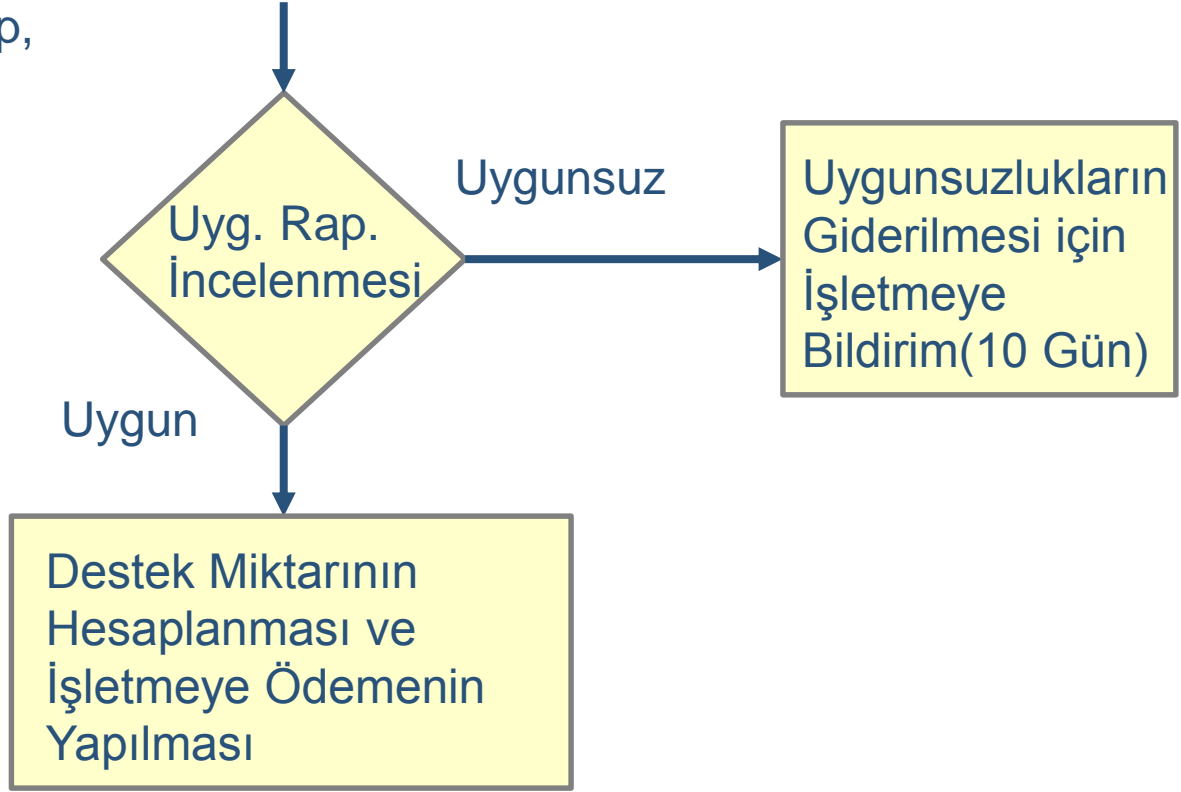 p,
Uygunsuz
Uyg. Rap.
İncelenmesi
Uygunsuzlukların
Giderilmesi için
İşletmeye
Bildirim(10 Gün)
Uygun
Destek Miktarının
Hesaplanması ve
İşletmeye Ödemenin
Yapılması